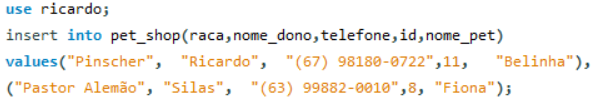 use ricardo;
insert into pet_shop(raca,nome_dono,telefone,id,nome_pet)
values("Pinscher", "Ricardo", "(67) 98180-0722",11, "Belinha"),
("Pastor Alemão", "Silas", "(63) 99882-0010",8, "Fiona");